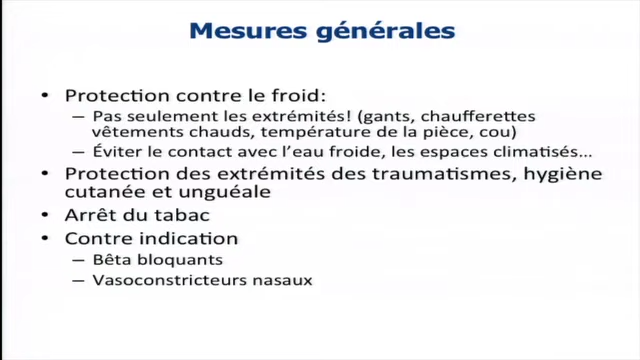 Mesures générales
• Protection contre le froid:
– Pas seulement les extrémités! (gants, chaufferettes
vêtements chauds, température de la pièce, cou)
– Éviter le contact avec l’eau froide, les espaces climatisés…
• Protection des extrémités des traumatismes, hygiène
cutanée et unguéale
• Arrêt du tabac
• Contre indication
– Bêta bloquants
– Vasoconstricteurs nasaux